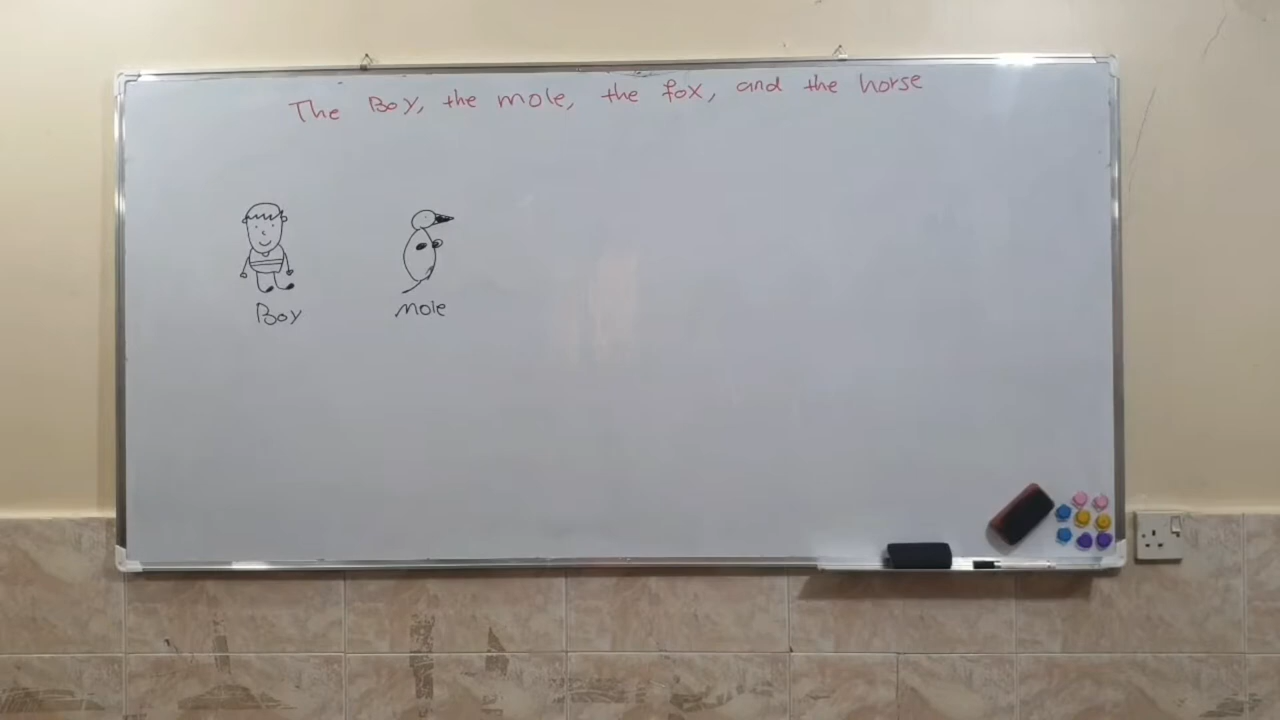 The Boy, the mole, the fox, and the horse
Boy
Mole